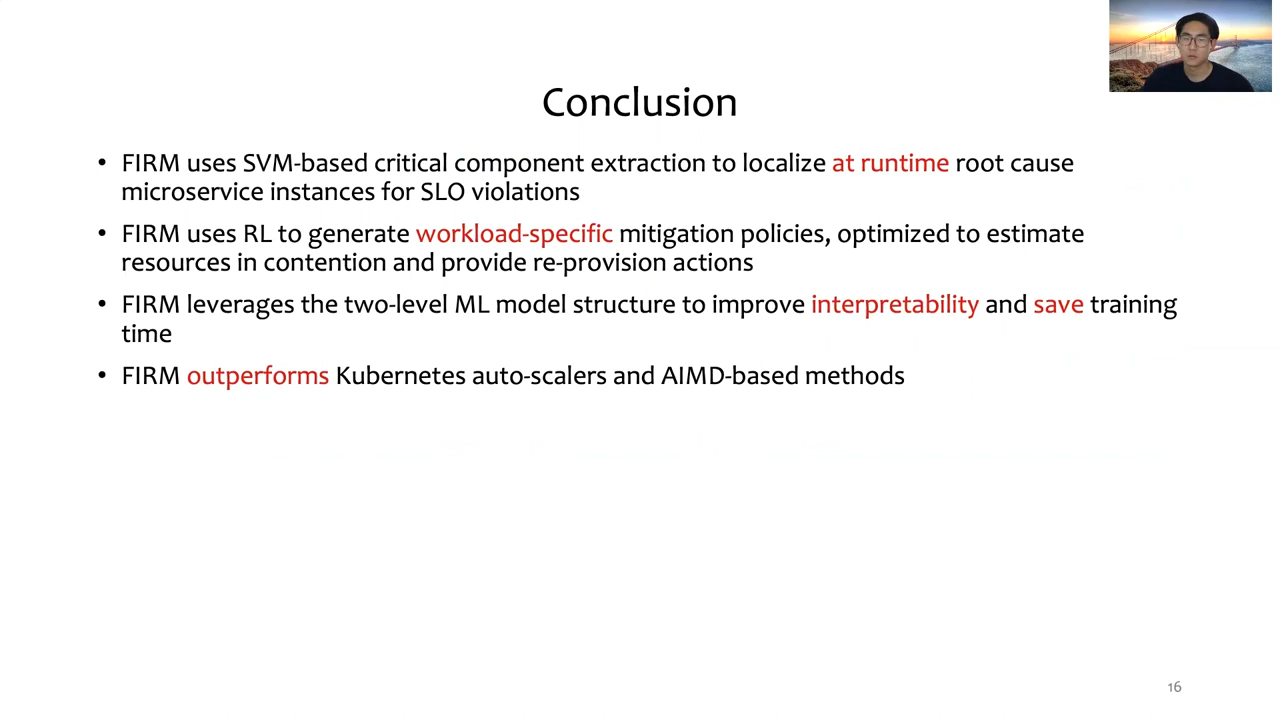 Conclusion
• FIRM uses SVM-based critical component extraction to localize at runtime root cause
microservice instances for SLO violations
• FIRM uses RL to generate workload-specific mitigation policies, optimized to estimate
resources in contention and provide re-provision actions
• FIRM leverages the two-level ML model structure to improve interpretability and save training
time
• FIRM outperforms Kubernetes auto-scalers and AIMD-based methods
16